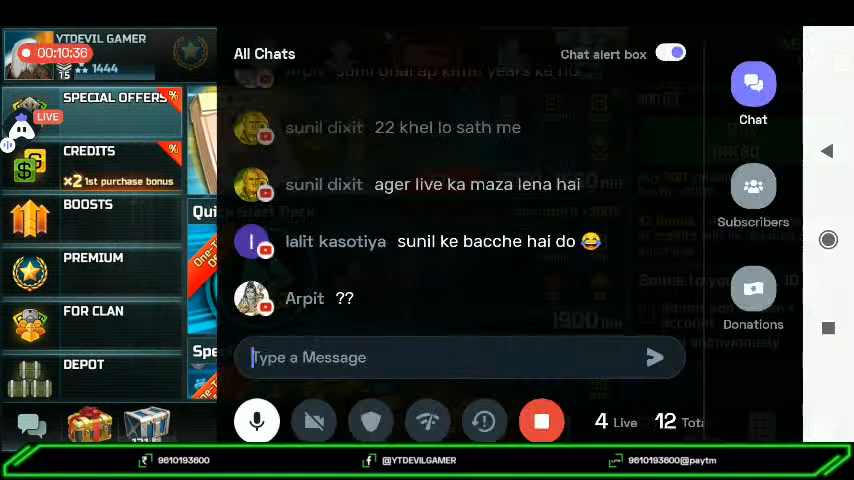 YTDEVIL GAMER
00:10:36
15
1444
LIVE
SPECIAL OFFERS
%
CREDITS
%
×2 1st purchase bonus
BOOSTS
PREMIUM
FOR CLAN
DEPOT
All Chats
Chat alert box
sunil dixit 22 khel lo sath me
sunil dixit ager live ka maza lena hai
lalit kasotiya sunil ke bacche hai do 😂
Arpit ??
Type a Message
4 Live 12 Tota
Chat
Subscribers
Donations
9610193600
@YTDEVILGAMER
9610193600@paytm